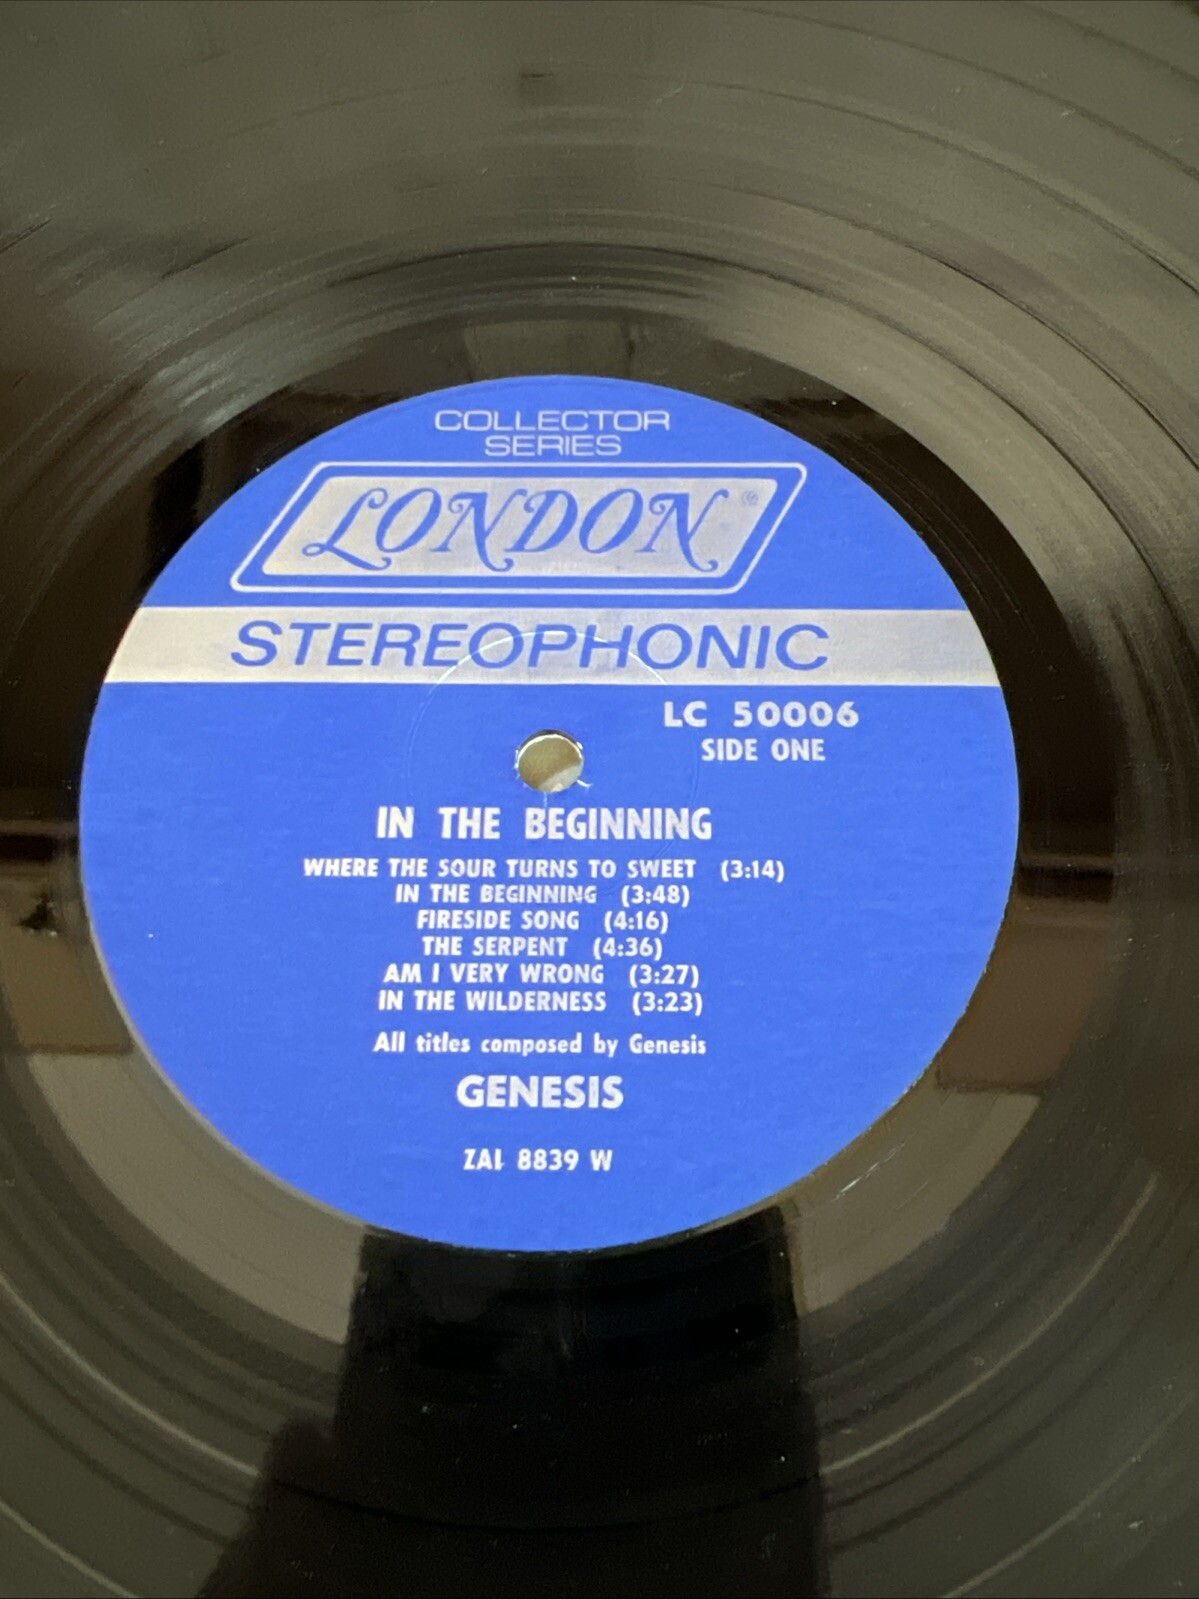 COLLECTOR
SERIES
LONDON®
STEREOPHONIC
LC 50006
SIDE ONE
IN THE BEGINNING
WHERE THE SOUR TURNS TO SWEET (3:14)
IN THE BEGINNING (3:48)
FIRESIDE SONG (4:16)
THE SERPENT (4:36)
AM I VERY WRONG (3:27)
IN THE WILDERNESS (3:23)
All titles composed by Genesis
GENESIS
ZAL 8839 W